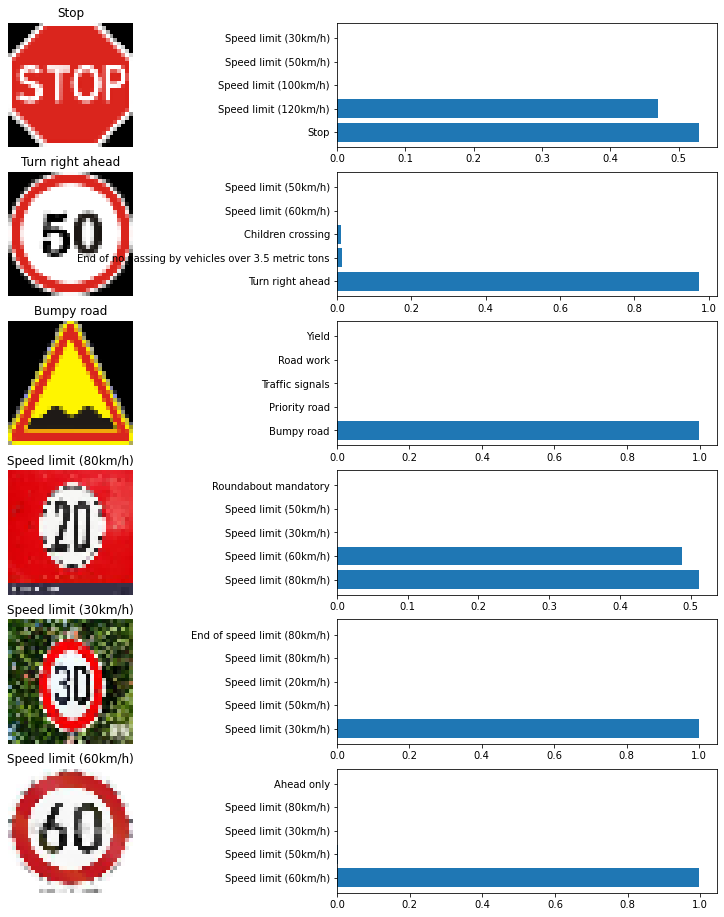 Stop
STOP
Speed limit (30km/h)
Speed limit (50km/h)
Speed limit (100km/h)
Speed limit (120km/h)
Stop
0.0 0.1 0.2 0.3 0.4 0.5
Turn right ahead
50
Speed limit (50km/h)
Speed limit (60km/h)
Children crossing
End of no passing by vehicles over 3.5 metric tons
Turn right ahead
0.0 0.2 0.4 0.6 0.8 1.0
Bumpy road
Yield
Road work
Traffic signals
Priority road
Bumpy road
0.0 0.2 0.4 0.6 0.8 1.0
Speed limit (80km/h)
20
Roundabout mandatory
Speed limit (50km/h)
Speed limit (30km/h)
Speed limit (60km/h)
Speed limit (80km/h)
0.0 0.1 0.2 0.3 0.4 0.5
Speed limit (30km/h)
30
End of speed limit (80km/h)
Speed limit (80km/h)
Speed limit (20km/h)
Speed limit (50km/h)
Speed limit (30km/h)
0.0 0.2 0.4 0.6 0.8 1.0
Speed limit (60km/h)
60
Ahead only
Speed limit (80km/h)
Speed limit (30km/h)
Speed limit (50km/h)
Speed limit (60km/h)
0.0 0.2 0.4 0.6 0.8 1.0